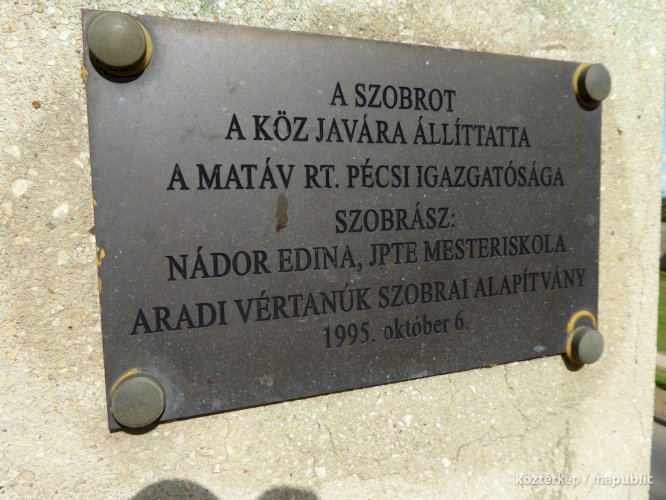 A SZOBROT
A KÖZ JAVÁRA ÁLLÍTTATTA
A MATÁV RT. PÉCSI IGAZGATÓSÁGA
SZOBRÁSZ:
NÁDOR EDINA, JPTE MESTERISKOLA
ARADI VÉRTANÚK SZOBRAI ALAPÍTVÁNY
1995. október 6.
köztérkép / mapublic